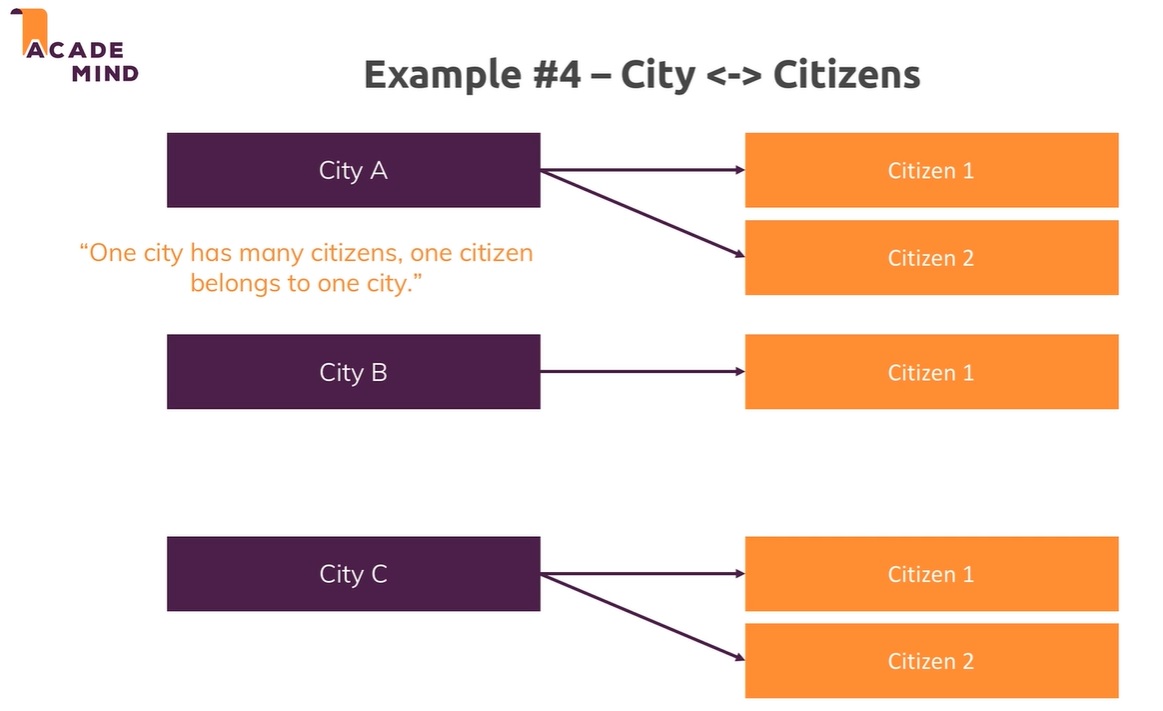 ACADE
MIND
Example #4 – City <-> Citizens
City A
Citizen 1
Citizen 2
“One city has many citizens, one citizen
belongs to one city.”
City B
Citizen 1
City C
Citizen 1
Citizen 2